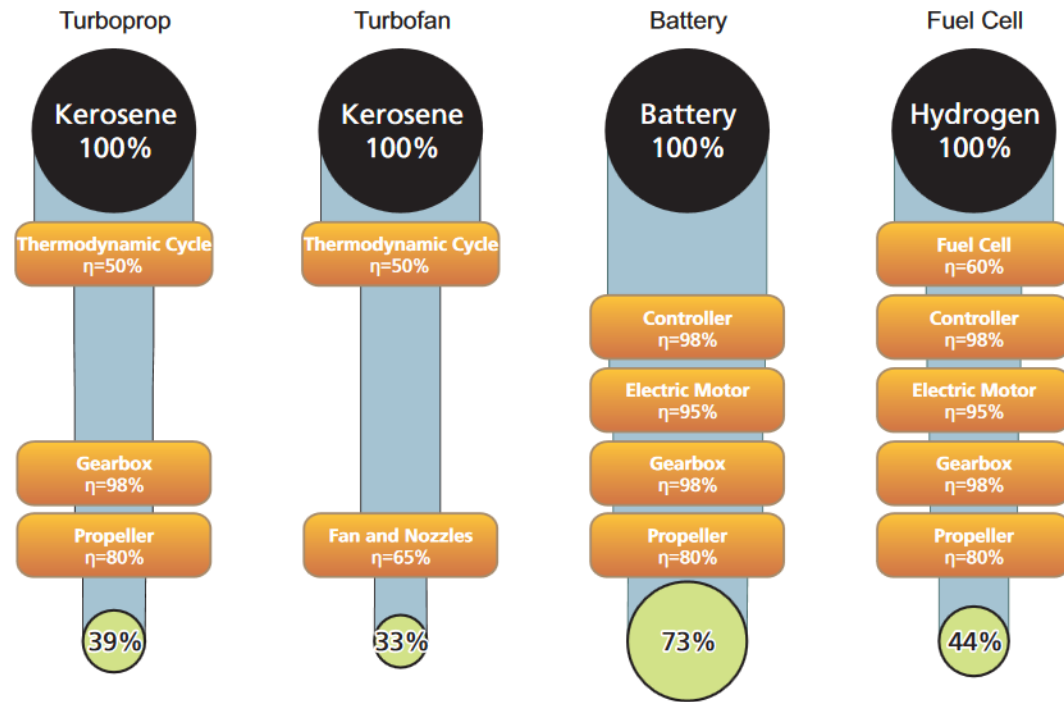 Turboprop
Turbofan
Battery
Fuel Cell
Kerosene
100%
Kerosene
100%
Battery
100%
Hydrogen
100%
Thermodynamic Cycle
η=50%
Thermodynamic Cycle
η=50%
Fuel Cell
η=60%
Controller
η=98%
Controller
η=98%
Electric Motor
η=95%
Electric Motor
η=95%
Gearbox
η=98%
Gearbox
η=98%
Gearbox
η=98%
Propeller
η=80%
Fan and Nozzles
η=65%
Propeller
η=80%
Propeller
η=80%
39%
33%
73%
44%